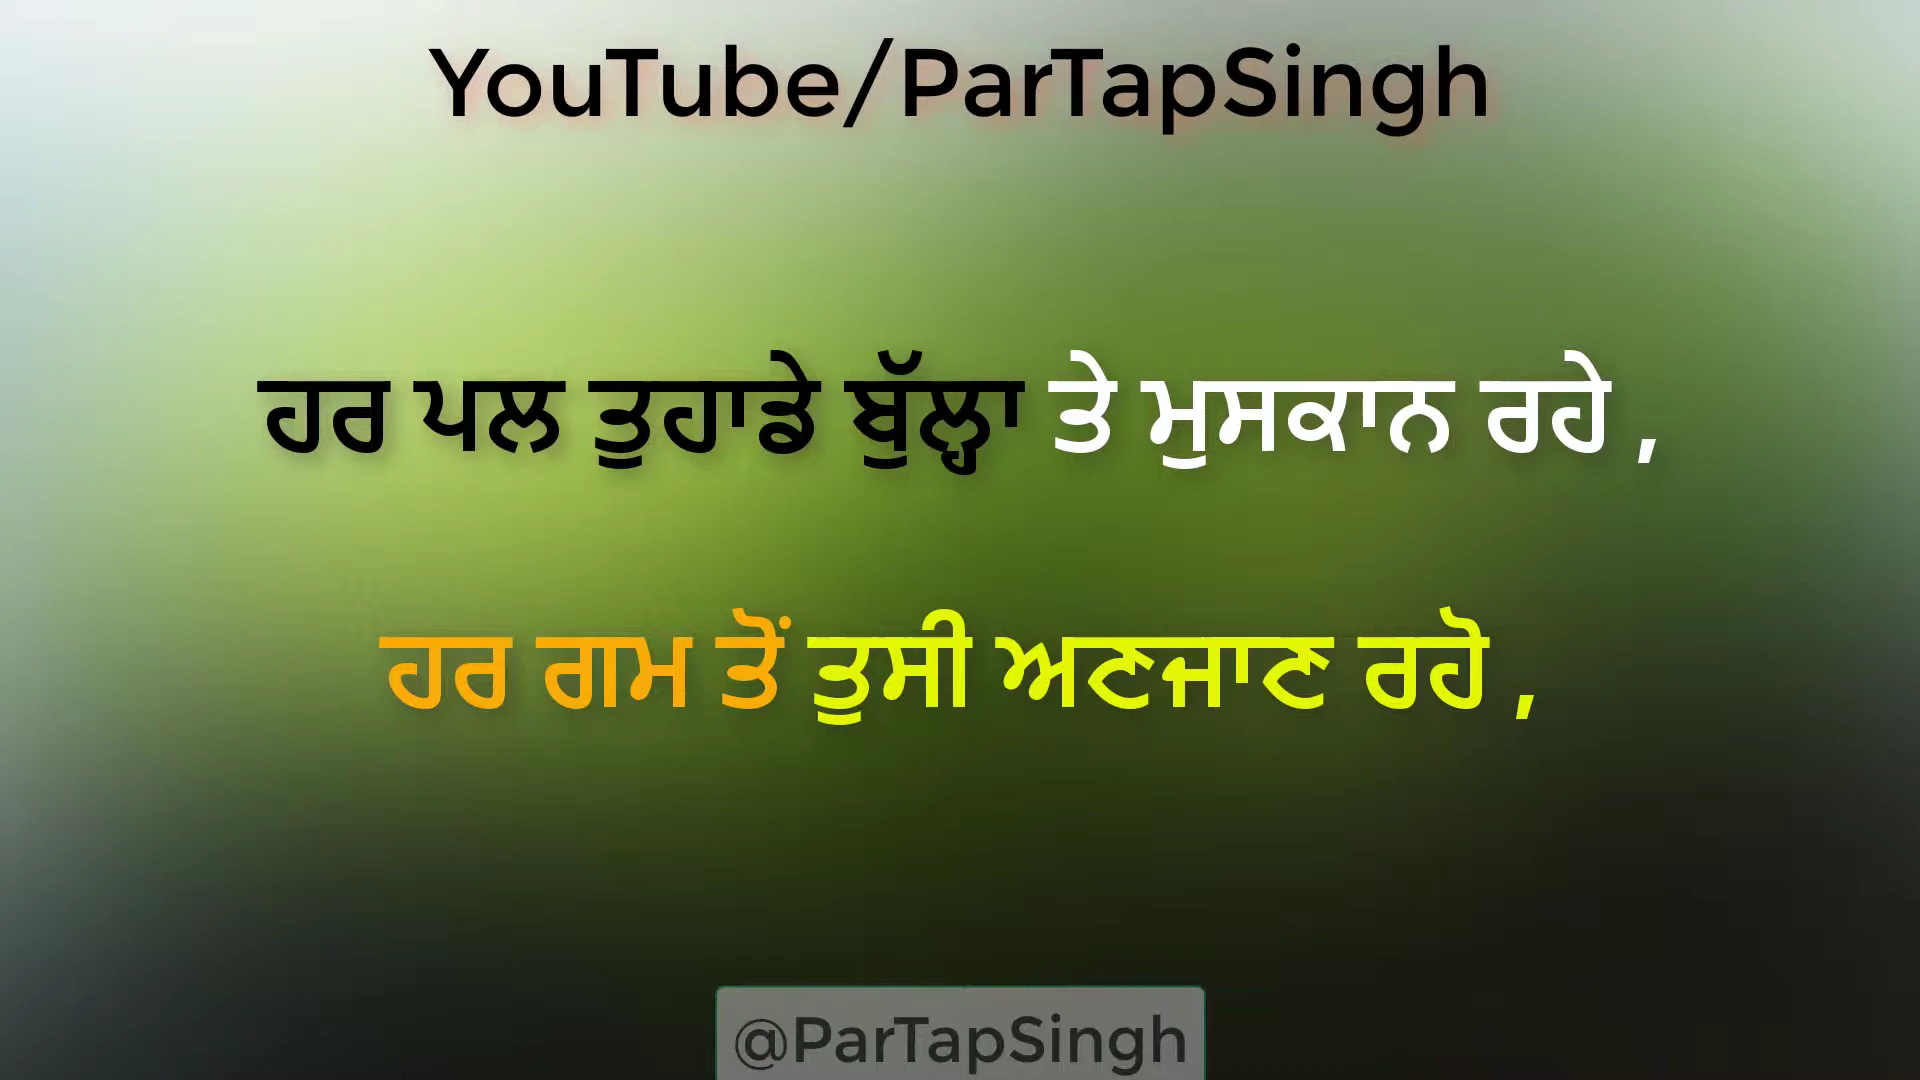 YouTube/ParTapSingh
ਹਰ ਪਲ ਤੁਹਾਡੇ ਬੁੱਲ੍ਹਾ ਤੇ ਮੁਸਕਾਨ ਰਹੇ ,
ਹਰ ਗਮ ਤੋਂ ਤੁਸੀ ਅਣਜਾਣ ਰਹੋ ,
@ParTapSingh